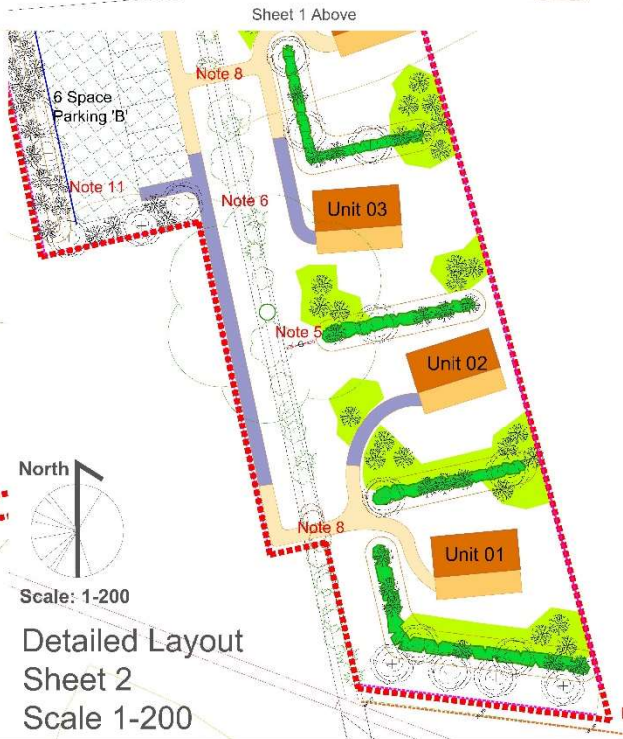 Sheet 1 Above
Note 8
6 Space
Parking 'B'
Note 11
Note 6
Unit 03
Note 5
Unit 02
North
Note 8
Unit 01
Scale: 1-200
Detailed Layout
Sheet 2
Scale 1-200